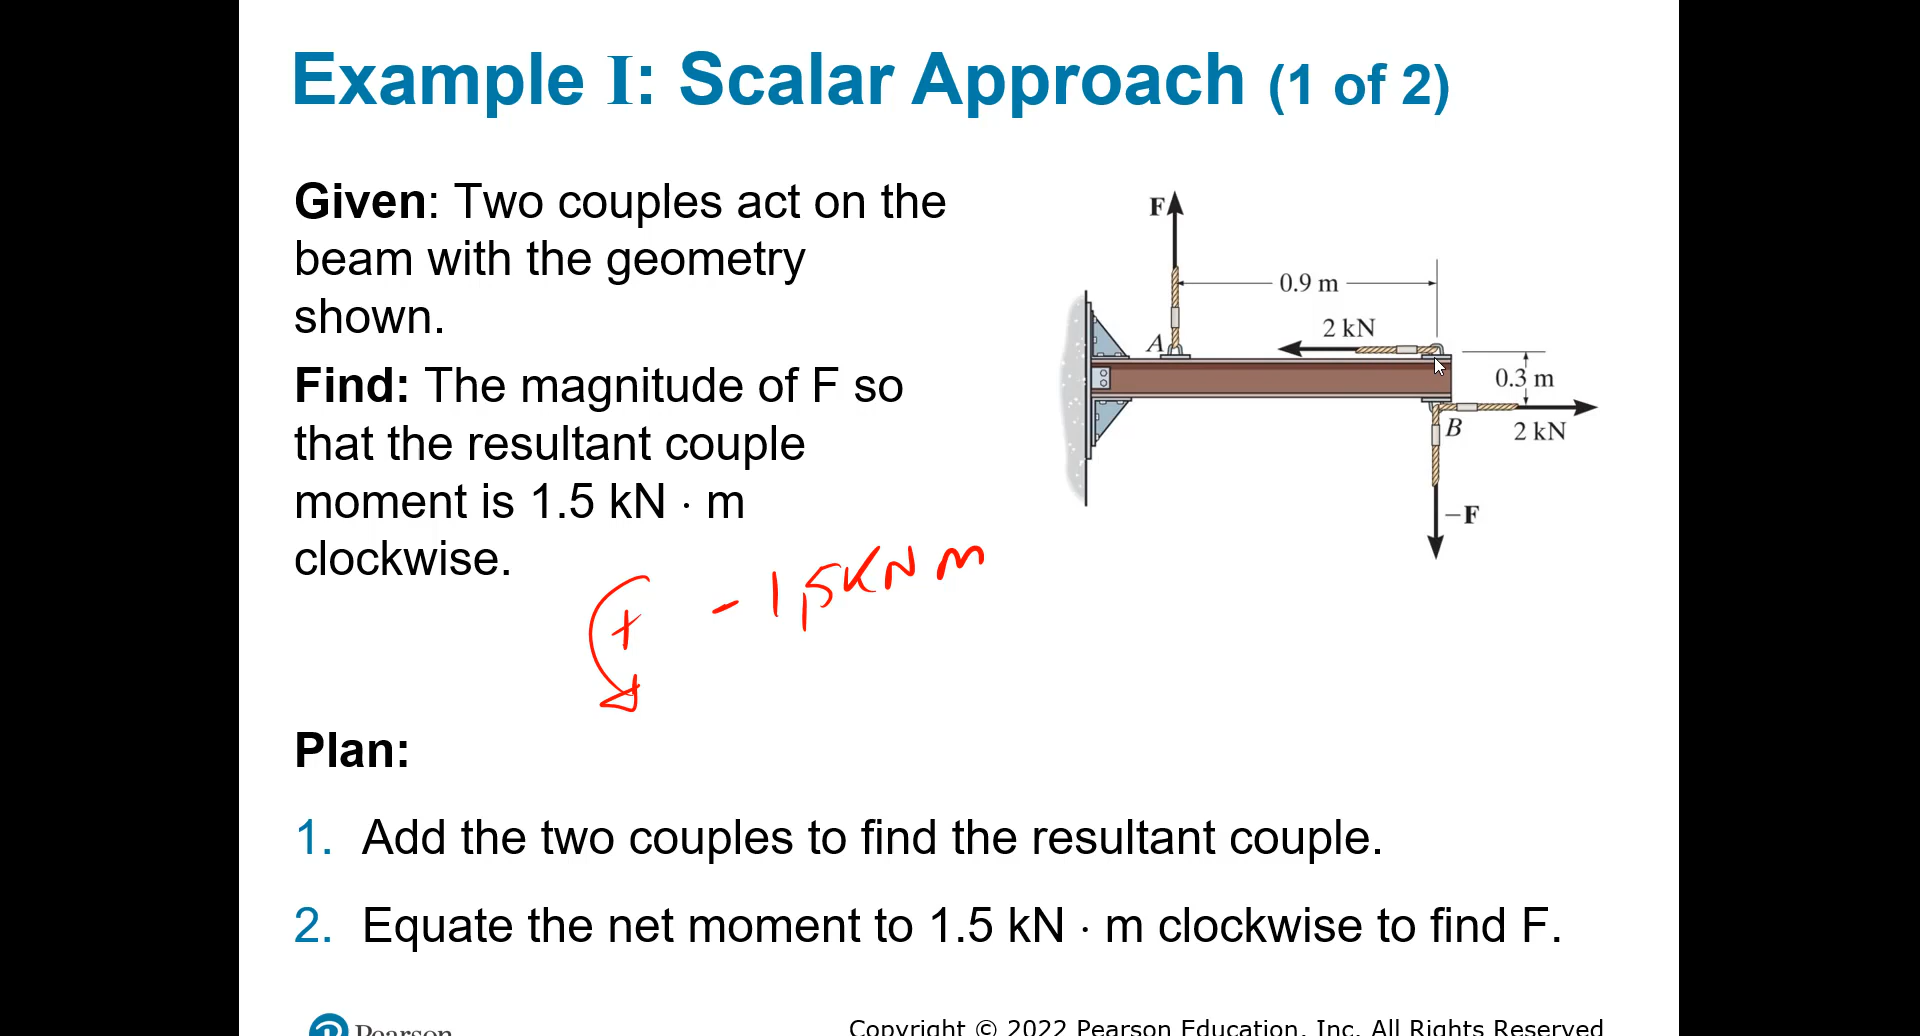 Example I: Scalar Approach (1 of 2)
Given: Two couples act on the
beam with the geometry
shown.
Find: The magnitude of F so
that the resultant couple
moment is 1.5 kN · m
clockwise.
F
0.9 m
2 kN
A
0.3 m
B
2 kN
–F
+ - 1,5KN m
Plan:
1. Add the two couples to find the resultant couple.
2. Equate the net moment to 1.5 kN · m clockwise to find F.
Pearson
Copyright © 2022 Pearson Education, Inc. All Rights Reserved